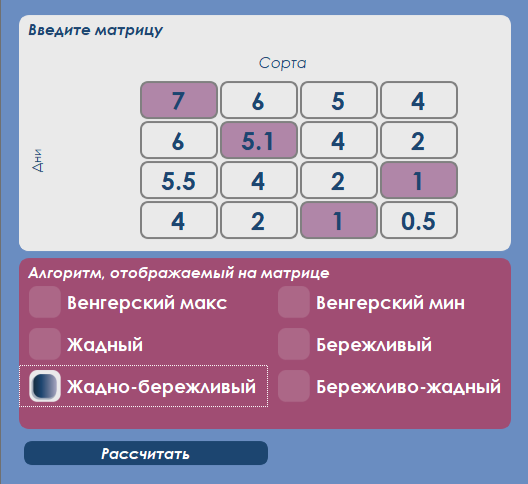 Введите матрицу
Сорта
Дни
7 6 5 4
6 5.1 4 2
5.5 4 2 1
4 2 1 0.5
Алгоритм, отображаемый на матрице
Венгерский макс Венгерский мин
Жадный Бережливый
Жадно-бережливый Бережливо-жадный
Рассчитать